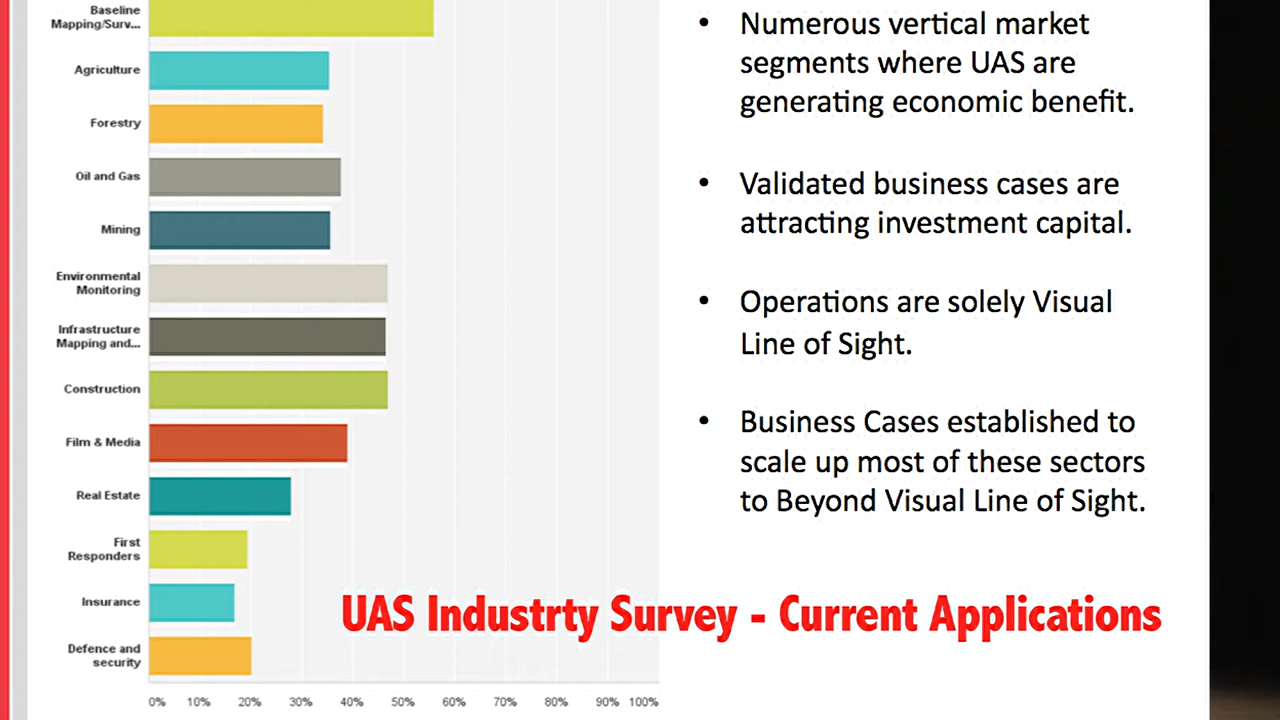 Baseline
Mapping/Surv...
Agriculture
Forestry
Oil and Gas
Mining
Environmental
Monitoring
Infrastructure
Mapping and...
Construction
Film & Media
Real Estate
First
Responders
Insurance
Defence and
security
0% 10% 20% 30% 40% 50% 60% 70% 80% 90% 100%
• Numerous vertical market
segments where UAS are
generating economic benefit.
• Validated business cases are
attracting investment capital.
• Operations are solely Visual
Line of Sight.
• Business Cases established to
scale up most of these sectors
to Beyond Visual Line of Sight.
UAS Industrty Survey - Current Applications